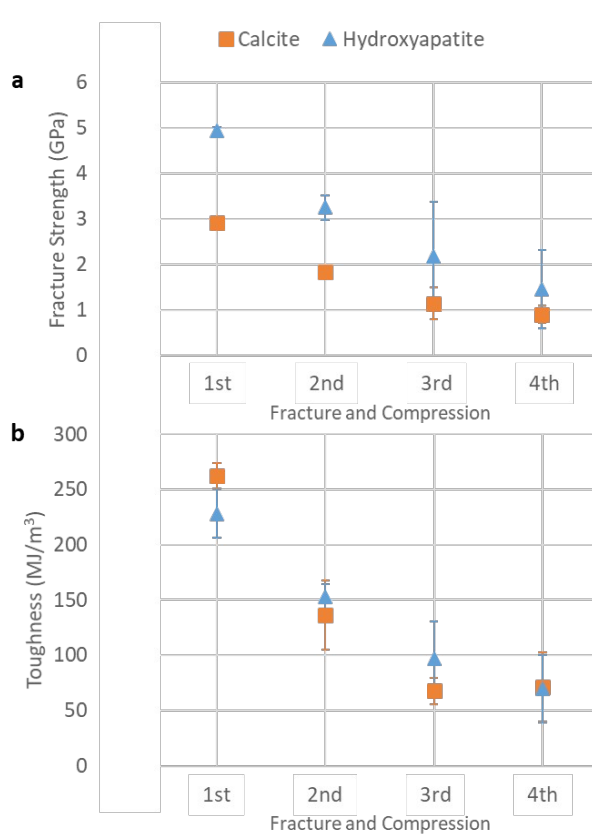 Calcite Hydroxyapatite
a
Fracture Strength (GPa)
6
5
4
3
2
1
0
1st 2nd 3rd 4th
Fracture and Compression
b
Toughness (MJ/m³)
300
250
200
150
100
50
0
1st 2nd 3rd 4th
Fracture and Compression